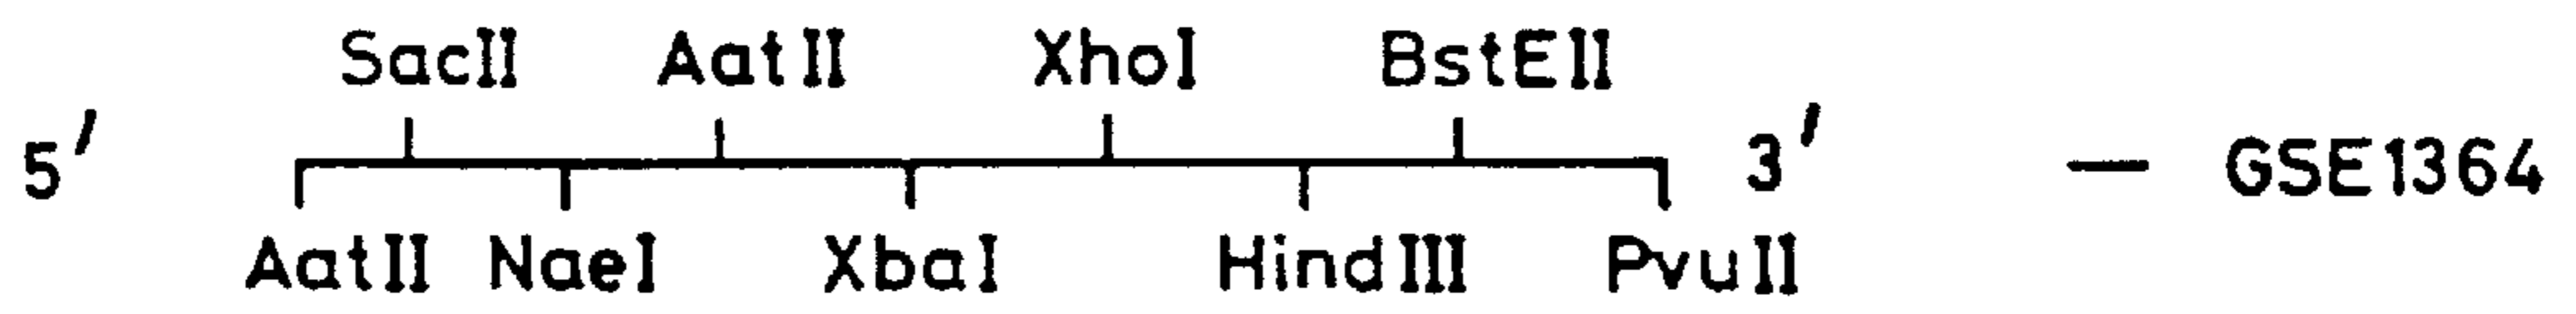 SacII AatII XhoI BstEII
5' 3' — GSE1364
AatII NaeI XbaI HindIII PvuII